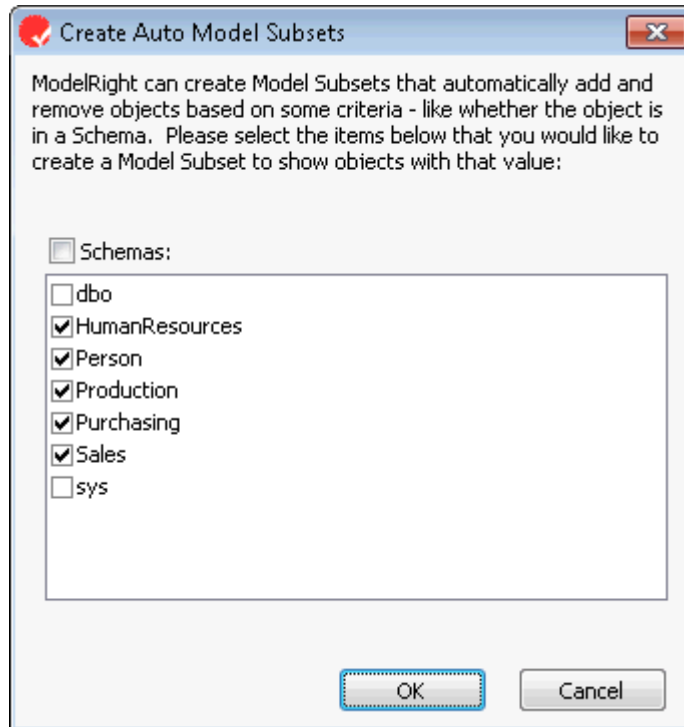 Create Auto Model Subsets
ModelRight can create Model Subsets that automatically add and
remove objects based on some criteria - like whether the object is
in a Schema.  Please select the items below that you would like to
create a Model Subset to show objects with that value:
Schemas:
dbo
HumanResources
Person
Production
Purchasing
Sales
sys
OK
Cancel